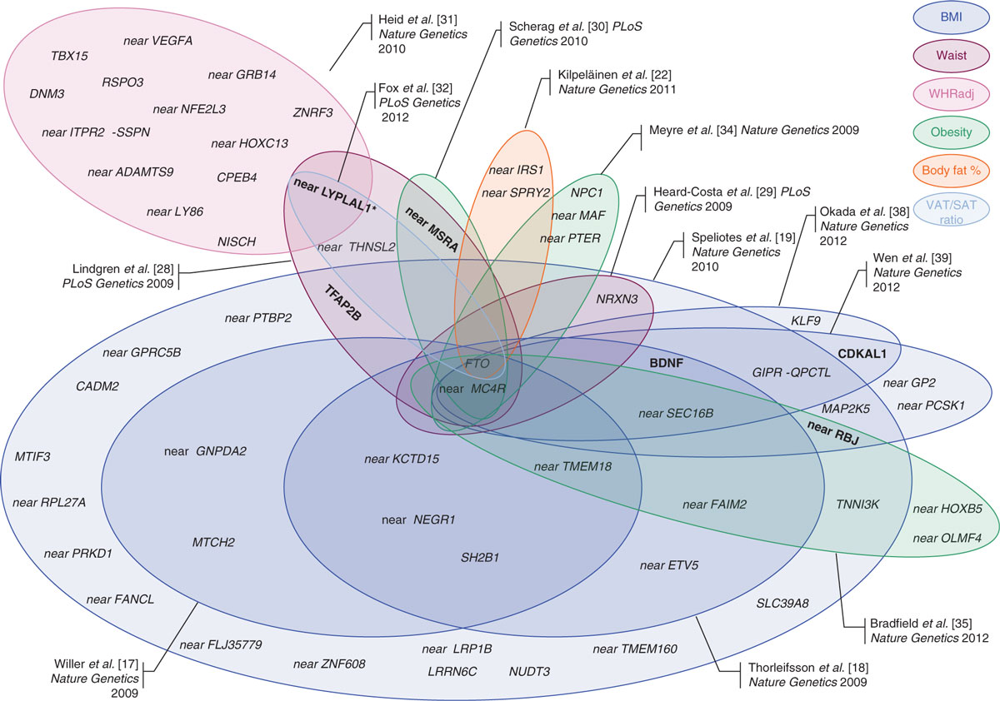 Heid et al. [31]
Nature Genetics
2010
Scherag et al. [30] PLoS
Genetics 2010
Kilpeläinen et al. [22]
Nature Genetics 2011
Fox et al. [32]
PLoS Genetics
2012
Meyre et al. [34] Nature Genetics 2009
Heard-Costa et al. [29] PLoS
Genetics 2009
Okada et al. [38]
Nature Genetics
2012
Speliotes et al. [19]
Nature Genetics
2010
Wen et al. [39]
Nature Genetics
2012
Lindgren et al. [28]
PLoS Genetics 2009
BMI
Waist
WHRadj
Obesity
Body fat %
VAT/SAT
ratio
near VEGFA
TBX15
RSPO3
near GRB14
DNM3
near NFE2L3
ZNRF3
near ITPR2 -SSPN
near HOXC13
near ADAMTS9
CPEB4
near LY86
NISCH
near LYPLAL1*
near THNSL2
TFAP2B
near MSRA
near IRS1
near SPRY2
NPC1
near MAF
near PTER
NRXN3
KLF9
CDKAL1
BDNF
GIPR -QPCTL
near GP2
near PCSK1
MAP2K5
near SEC16B
near RBJ
FTO
near MC4R
near PTBP2
near GPRC5B
CADM2
MTIF3
near GNPDA2
near KCTD15
near TMEM18
near RPL27A
near FAIM2
TNNI3K
near HOXB5
near NEGR1
near OLMF4
near PRKD1
MTCH2
SH2B1
near ETV5
near FANCL
SLC39A8
near FLJ35779
near ZNF608
near LRP1B
LRRN6C
NUDT3
near TMEM160
Willer et al. [17]
Nature Genetics
2009
Thorleifsson et al. [18]
Nature Genetics 2009
Bradfield et al. [35]
Nature Genetics
2012